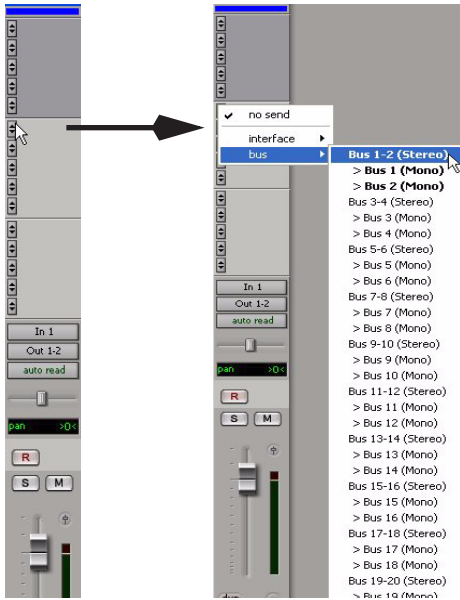 In 1
Out 1-2
auto read
pan >0<
R
S M
no send
interface
bus
Bus 1-2 (Stereo)
> Bus 1 (Mono)
> Bus 2 (Mono)
Bus 3-4 (Stereo)
> Bus 3 (Mono)
> Bus 4 (Mono)
Bus 5-6 (Stereo)
> Bus 5 (Mono)
> Bus 6 (Mono)
Bus 7-8 (Stereo)
> Bus 7 (Mono)
> Bus 8 (Mono)
Bus 9-10 (Stereo)
> Bus 9 (Mono)
> Bus 10 (Mono)
Bus 11-12 (Stereo)
> Bus 11 (Mono)
> Bus 12 (Mono)
Bus 13-14 (Stereo)
> Bus 13 (Mono)
> Bus 14 (Mono)
Bus 15-16 (Stereo)
> Bus 15 (Mono)
> Bus 16 (Mono)
Bus 17-18 (Stereo)
> Bus 17 (Mono)
> Bus 18 (Mono)
Bus 19-20 (Stereo)
> Bus 19 (Mono)
In 1
Out 1-2
auto read
pan >0<
R
S M